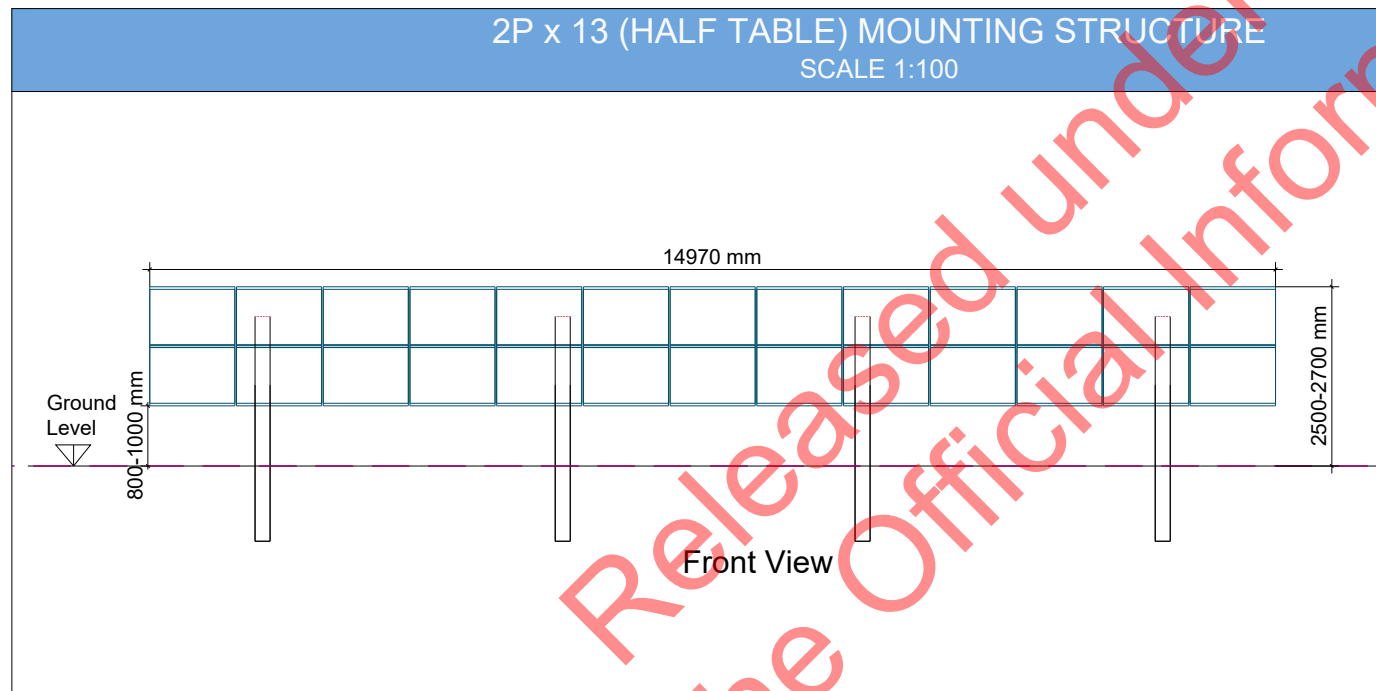 2P x 13 (HALF TABLE) MOUNTING STRUCTURE
SCALE 1:100
14970 mm
Ground
Level
800-1000 mm
2500-2700 mm
Front View
Released under
he Official Inform